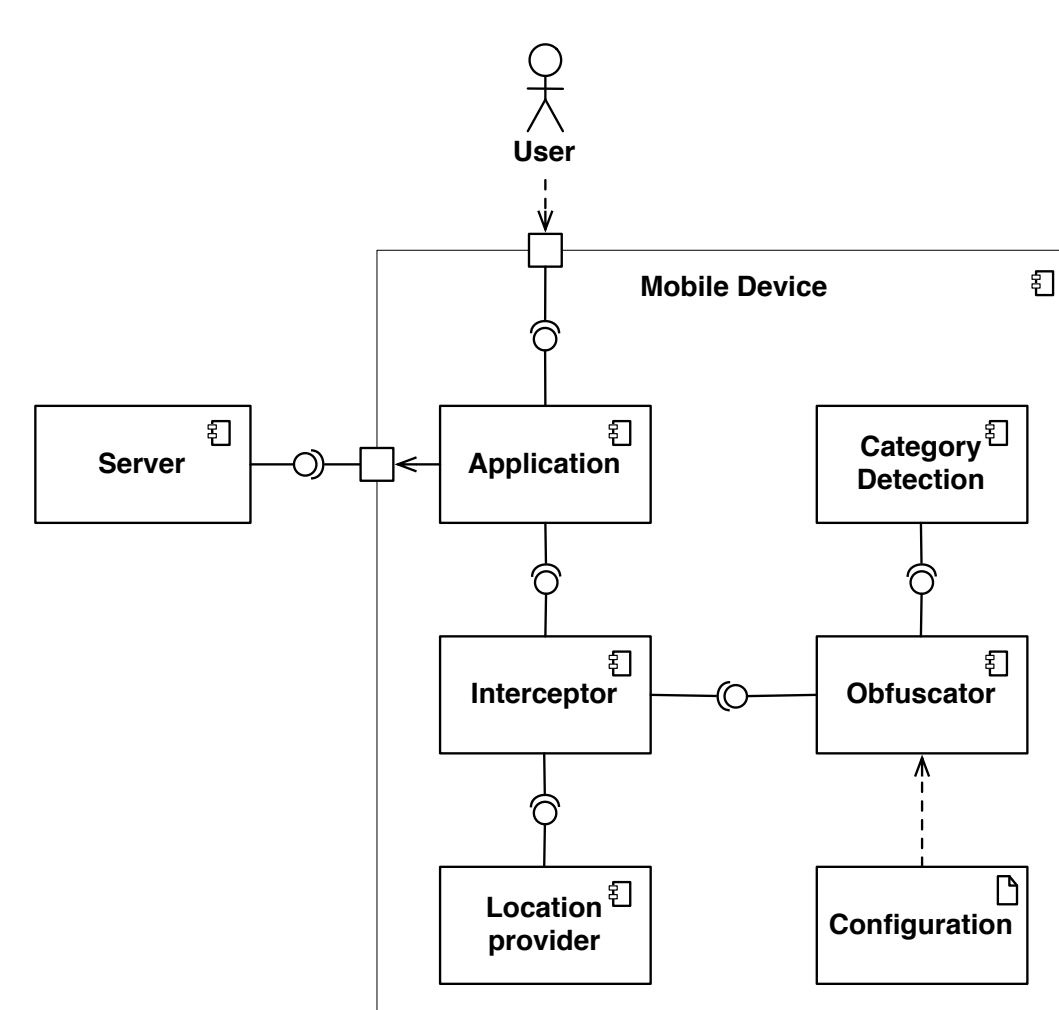 User
Mobile Device
Server
Application
Category
Detection
Interceptor
Obfuscator
Location
provider
Configuration